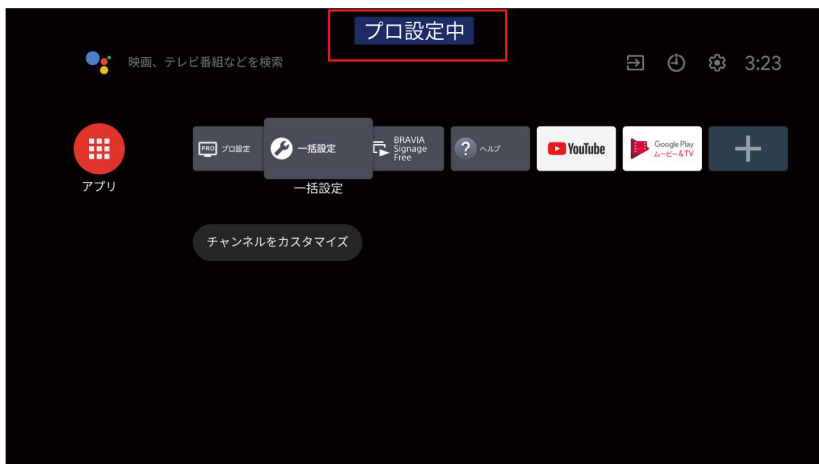 プロ設定中
映画、テレビ番組などを検索
3:23
PRO
プロ設定
一括設定
BRAVIA
Signage
Free
?
ヘルプ
YouTube
Google Play
ムービー&TV
アプリ
一括設定
チャンネルをカスタマイズ